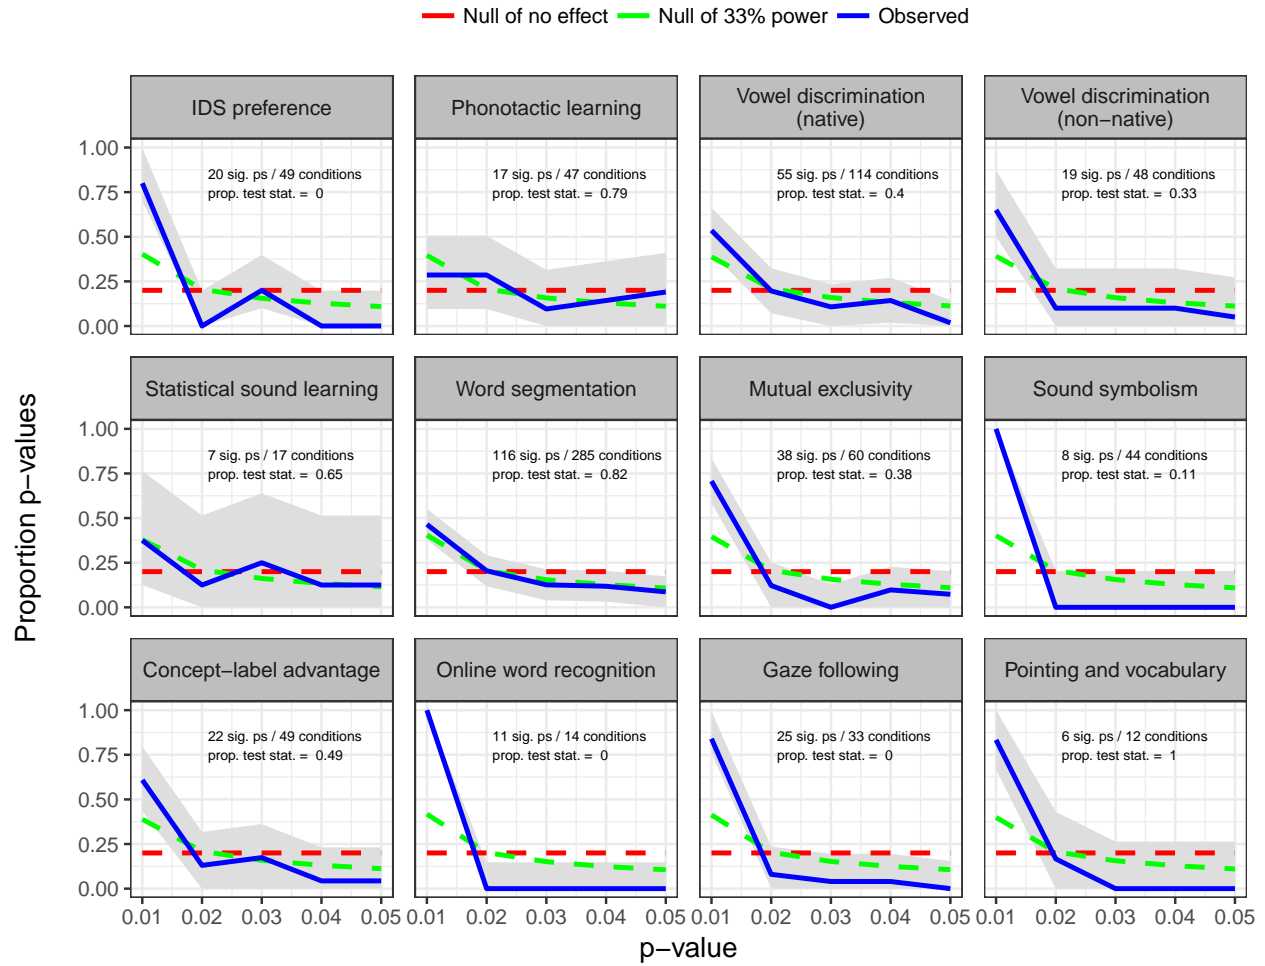 Null of no effect Null of 33% power Observed
IDS preference
Phonotactic learning
Vowel discrimination
(native)
Vowel discrimination
(non−native)
1.00
0.75
0.50
0.25
0.00
20 sig. ps / 49 conditions
prop. test stat. = 0
17 sig. ps / 47 conditions
prop. test stat. = 0.79
55 sig. ps / 114 conditions
prop. test stat. = 0.4
19 sig. ps / 48 conditions
prop. test stat. = 0.33
Proportion p−values
Statistical sound learning
Word segmentation
Mutual exclusivity
Sound symbolism
1.00
0.75
0.50
0.25
0.00
7 sig. ps / 17 conditions
prop. test stat. = 0.65
116 sig. ps / 285 conditions
prop. test stat. = 0.82
38 sig. ps / 60 conditions
prop. test stat. = 0.38
8 sig. ps / 44 conditions
prop. test stat. = 0.11
Concept−label advantage
Online word recognition
Gaze following
Pointing and vocabulary
1.00
0.75
0.50
0.25
0.00
22 sig. ps / 49 conditions
prop. test stat. = 0.49
11 sig. ps / 14 conditions
prop. test stat. = 0
25 sig. ps / 33 conditions
prop. test stat. = 0
6 sig. ps / 12 conditions
prop. test stat. = 1
0.01 0.02 0.03 0.04 0.05
0.01 0.02 0.03 0.04 0.05
0.01 0.02 0.03 0.04 0.05
0.01 0.02 0.03 0.04 0.05
p−value